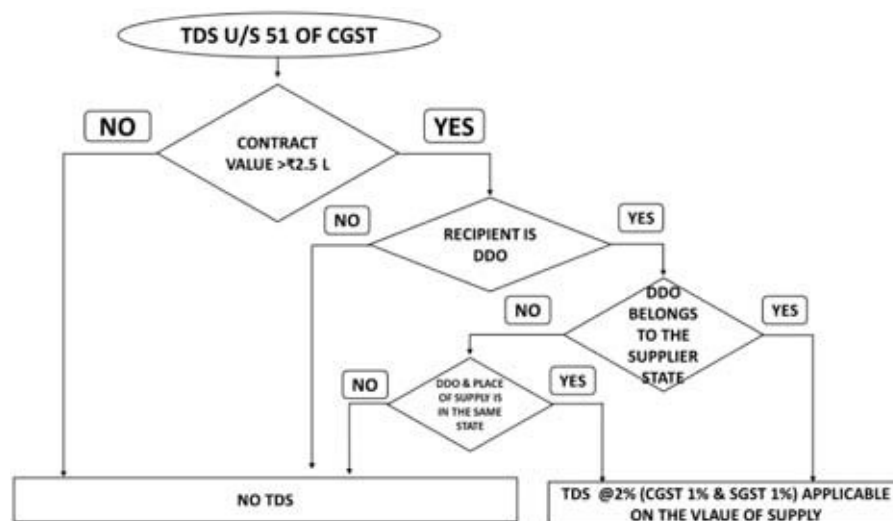 TDS U/S 51 OF CGST
NO
YES
CONTRACT
VALUE >₹2.5 L
NO
YES
RECIPIENT IS
DDO
NO
YES
DDO
BELONGS
TO THE
SUPPLIER
STATE
NO
YES
DDO & PLACE
OF SUPPLY IS
IN THE SAME
STATE
NO TDS
TDS @2% (CGST 1% & SGST 1%) APPLICABLE
ON THE VLAUE OF SUPPLY